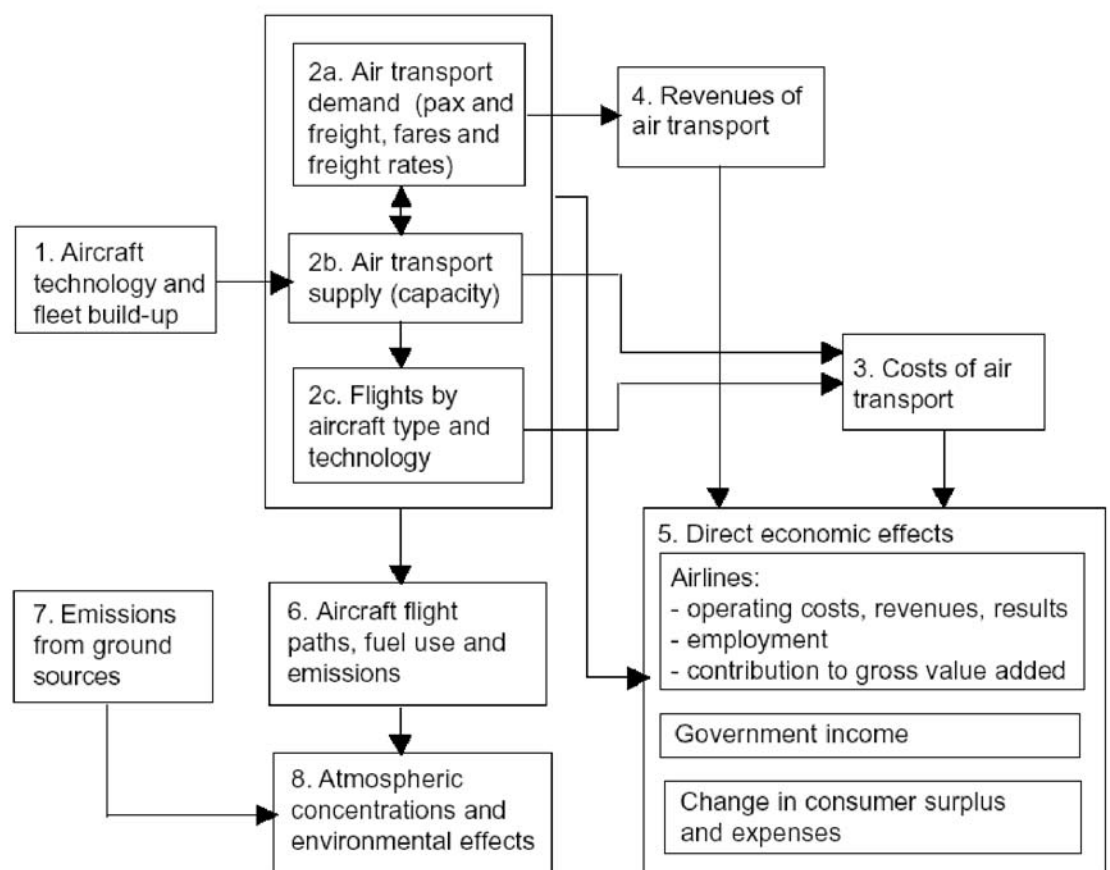 2a. Air transport
demand (pax and
freight, fares and
freight rates)
4. Revenues of
air transport
1. Aircraft
technology and
fleet build-up
2b. Air transport
supply (capacity)
3. Costs of air
transport
2c. Flights by
aircraft type and
technology
5. Direct economic effects
Airlines:
- operating costs, revenues, results
- employment
- contribution to gross value added
Government income
Change in consumer surplus
and expenses
7. Emissions
from ground
sources
6. Aircraft flight
paths, fuel use and
emissions
8. Atmospheric
concentrations and
environmental effects